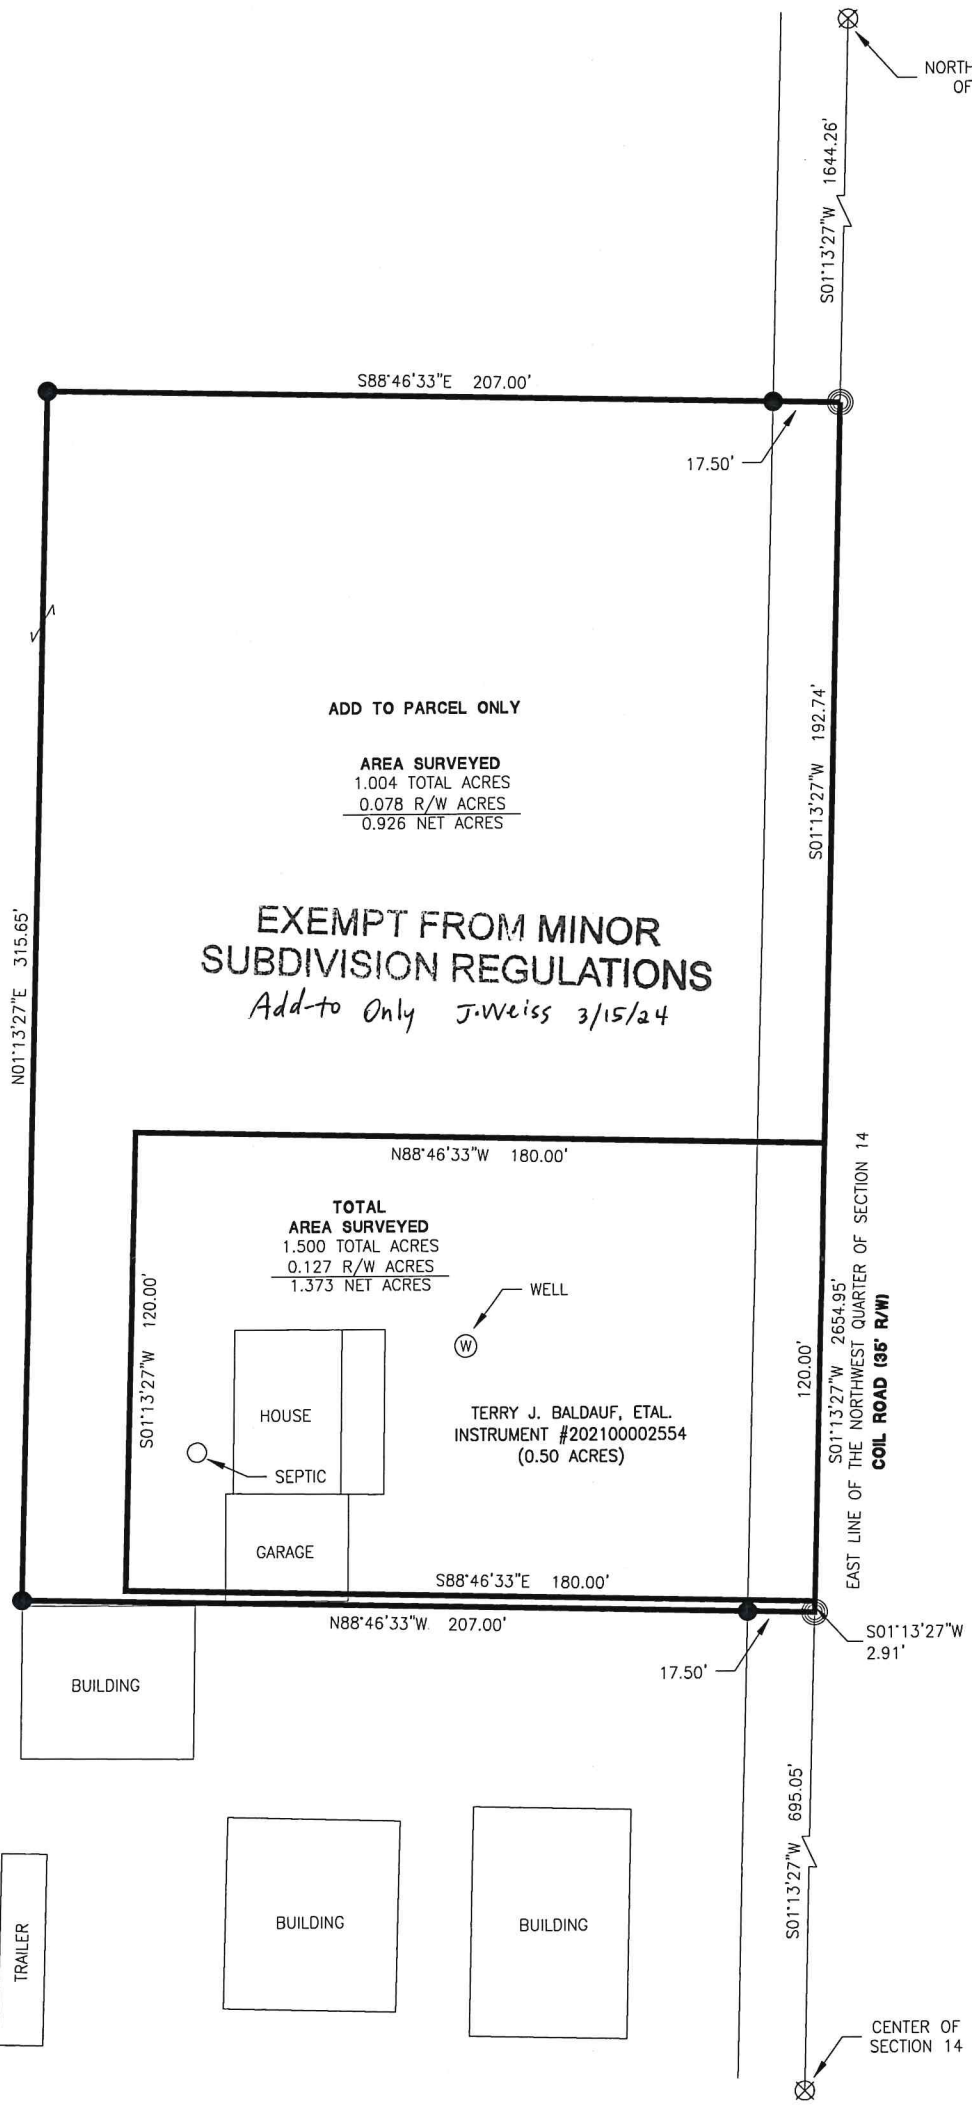 NORTH
OF
S01°13'27"W 1644.26'
S88°46'33"E 207.00'
17.50'
ADD TO PARCEL ONLY
AREA SURVEYED
1.004 TOTAL ACRES
0.078 R/W ACRES
0.926 NET ACRES
S01°13'27"W 192.74'
EXEMPT FROM MINOR
SUBDIVISION REGULATIONS
Add-to Only J.Weiss 3/15/24
N01°13'27"E 315.65'
N88°46'33"W 180.00'
TOTAL
AREA SURVEYED
1.500 TOTAL ACRES
0.127 R/W ACRES
1.373 NET ACRES
WELL
W
S01°13'27"W 120.00'
HOUSE
TERRY J. BALDAUF, ETAL.
INSTRUMENT #202100002554
(0.50 ACRES)
SEPTIC
GARAGE
120.00'
S01°13'27"W 2654.95'
EAST LINE OF THE NORTHWEST QUARTER OF SECTION 14
COIL ROAD (35' R/W)
S88°46'33"E 180.00'
N88°46'33"W 207.00'
S01°13'27"W
2.91'
17.50'
BUILDING
S01°13'27"W 695.05'
BUILDING
BUILDING
TRAILER
CENTER OF
SECTION 14